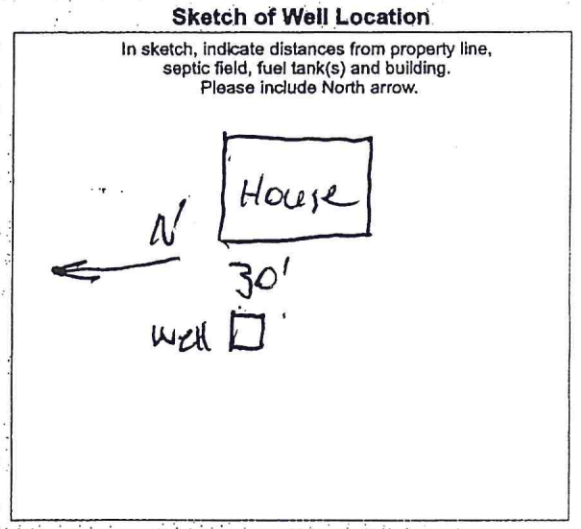 Sketch of Well Location
In sketch, indicate distances from property line,
septic field, fuel tank(s) and building.
Please include North arrow.
House
N
30'
Well